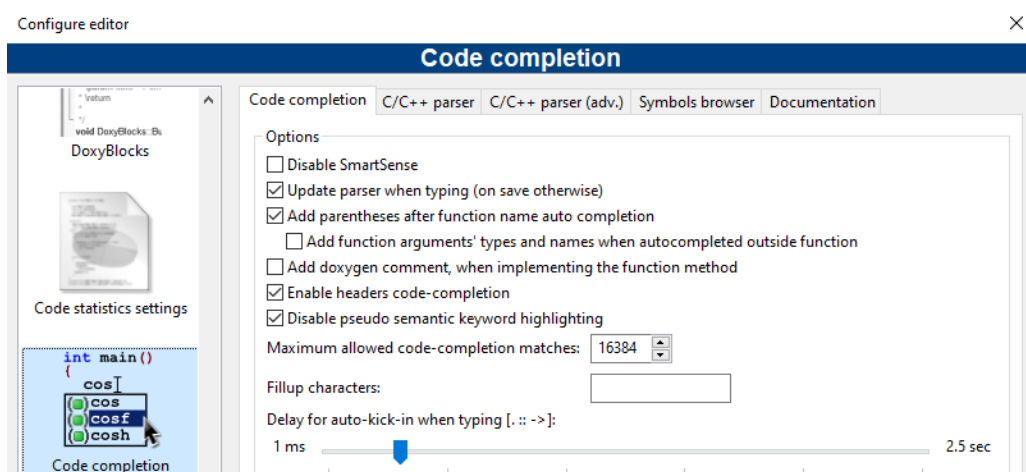 Configure editor
Code completion
* \return
*
*/
void DoxyBlocks::Bu
DoxyBlocks
Code statistics settings
int main()
{
cos
cos
cosf
cosh
Code completion
Code completion
C/C++ parser
C/C++ parser (adv.)
Symbols browser
Documentation
Options
Disable SmartSense
Update parser when typing (on save otherwise)
Add parentheses after function name auto completion
Add function arguments' types and names when autocompleted outside function
Add doxygen comment, when implementing the function method
Enable headers code-completion
Disable pseudo semantic keyword highlighting
Maximum allowed code-completion matches: 16384
Fillup characters:
Delay for auto-kick-in when typing [. :: ->]:
1 ms 2.5 sec